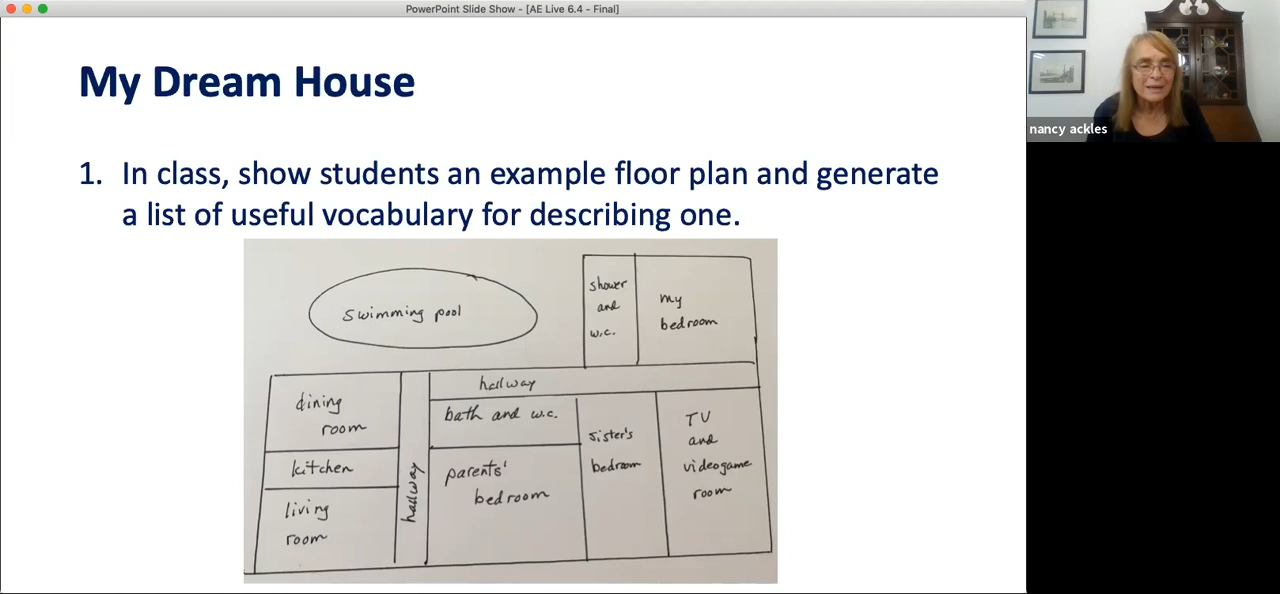 PowerPoint Slide Show - [AE Live 6.4 - Final]
My Dream House
1. In class, show students an example floor plan and generate
a list of useful vocabulary for describing one.
swimming pool
shower
and
w.c.
my
bedroom
hallway
dining
room
kitchen
living
room
hallway
bath and w.c.
parents'
bedroom
sister's
bedroom
TV
and
videogame
room
nancy ackles